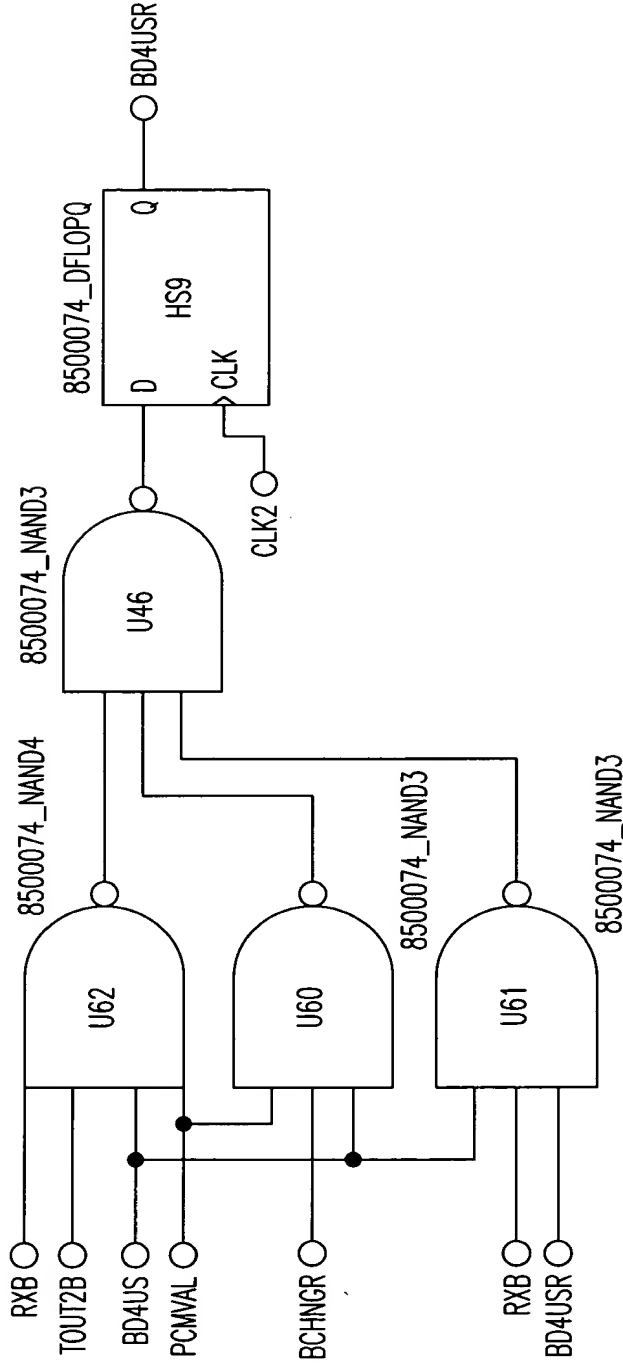 RXB
TOUT2B
BD4US
PCMVAL
BCHNGR
RXB
BD4USR
U62
8500074_NAND4
U60
8500074_NAND3
U61
8500074_NAND3
U46
8500074_NAND3
CLK2
8500074_DFL0PQ
D
Q
HS9
CLK
BD4USR